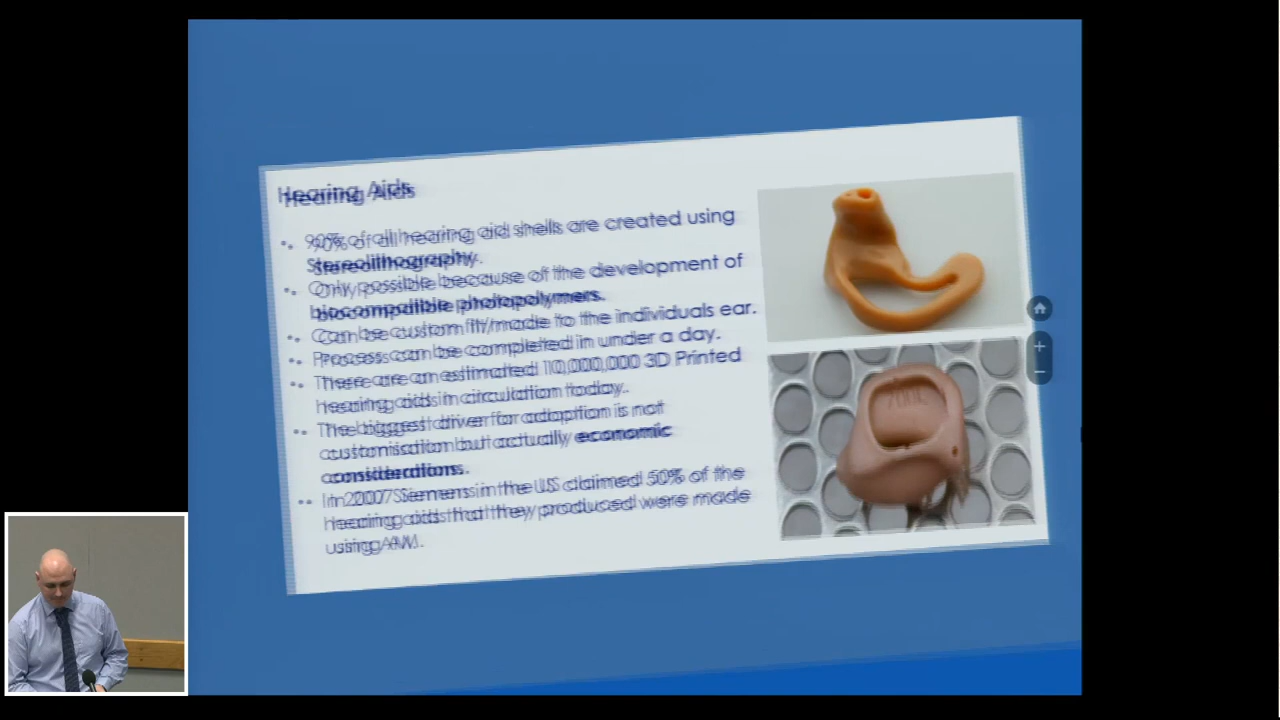 Hearing Aids
90% of all hearing aid shells are created using
Stereolithography.
Only possible because of the development of
biocompatible photopolymers.
Can be custom fit/made to the individuals ear.
Process can be completed in under a day.
There are an estimated 10,000,000 3D Printed
hearing aids in circulation today.
The biggest driver for adoption is not
customisation but actually economic
considerations.
In 2007 Siemens in the US claimed 50% of the
hearing aids that they produced were made
using AM.